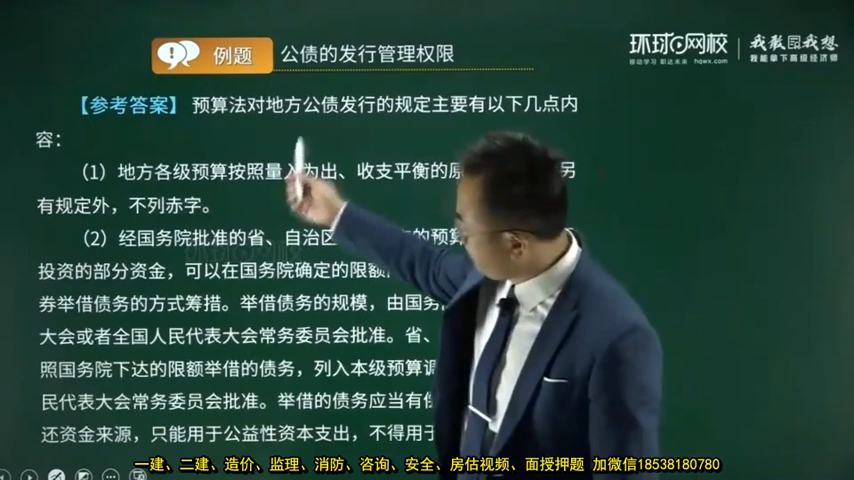 例题 公债的发行管理权限
环球网校 我敢我想
移动学习 职达未来 hqwx.com 我能拿下高级经济师
【参考答案】 预算法对地方公债发行的规定主要有以下几点内
容：
（1）地方各级预算按照量入为出、收支平衡的原 另
有规定外，不列赤字。
（2）经国务院批准的省、自治区 的预算
投资的部分资金，可以在国务院确定的限额
券举借债务的方式筹措。举借债务的规模，由国务
大会或者全国人民代表大会常务委员会批准。省、
照国务院下达的限额举借的债务，列入本级预算调
民代表大会常务委员会批准。举借的债务应当有
还资金来源，只能用于公益性资本支出，不得用于
一建、二建、造价、监理、消防、咨询、安全、房估视频、面授押题 加微信18538180780